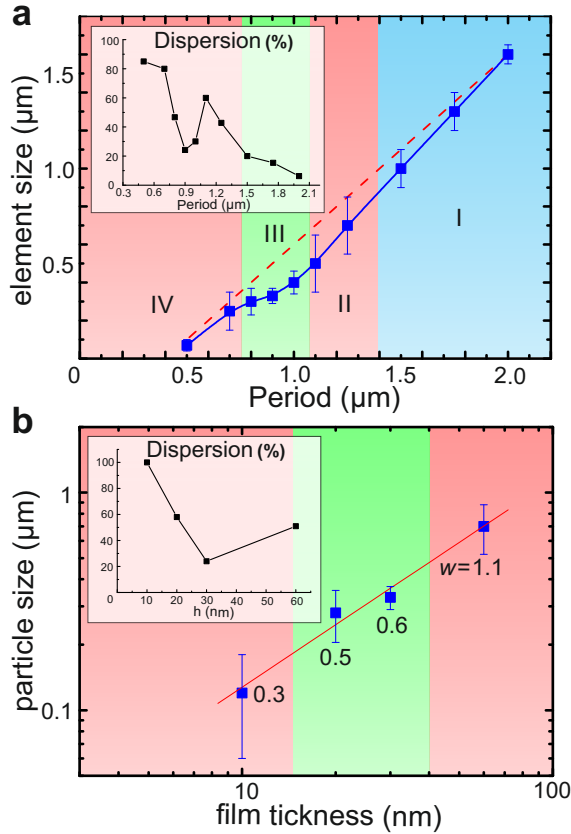 a
Dispersion (%)
100
80
60
40
20
0
0.3 0.6 0.9 1.2 1.5 1.8 2.1
Period (µm)
element size (µm)
1.5
1.0
0.5
I
II
III
IV
0 0.5 1.0 1.5 2.0
Period (µm)
b
Dispersion (%)
100
80
60
40
20
0
10 20 30 40 50 60
h (nm)
particle size (µm)
1
0.1
w=1.1
0.6
0.5
0.3
10 100
film tickness (nm)